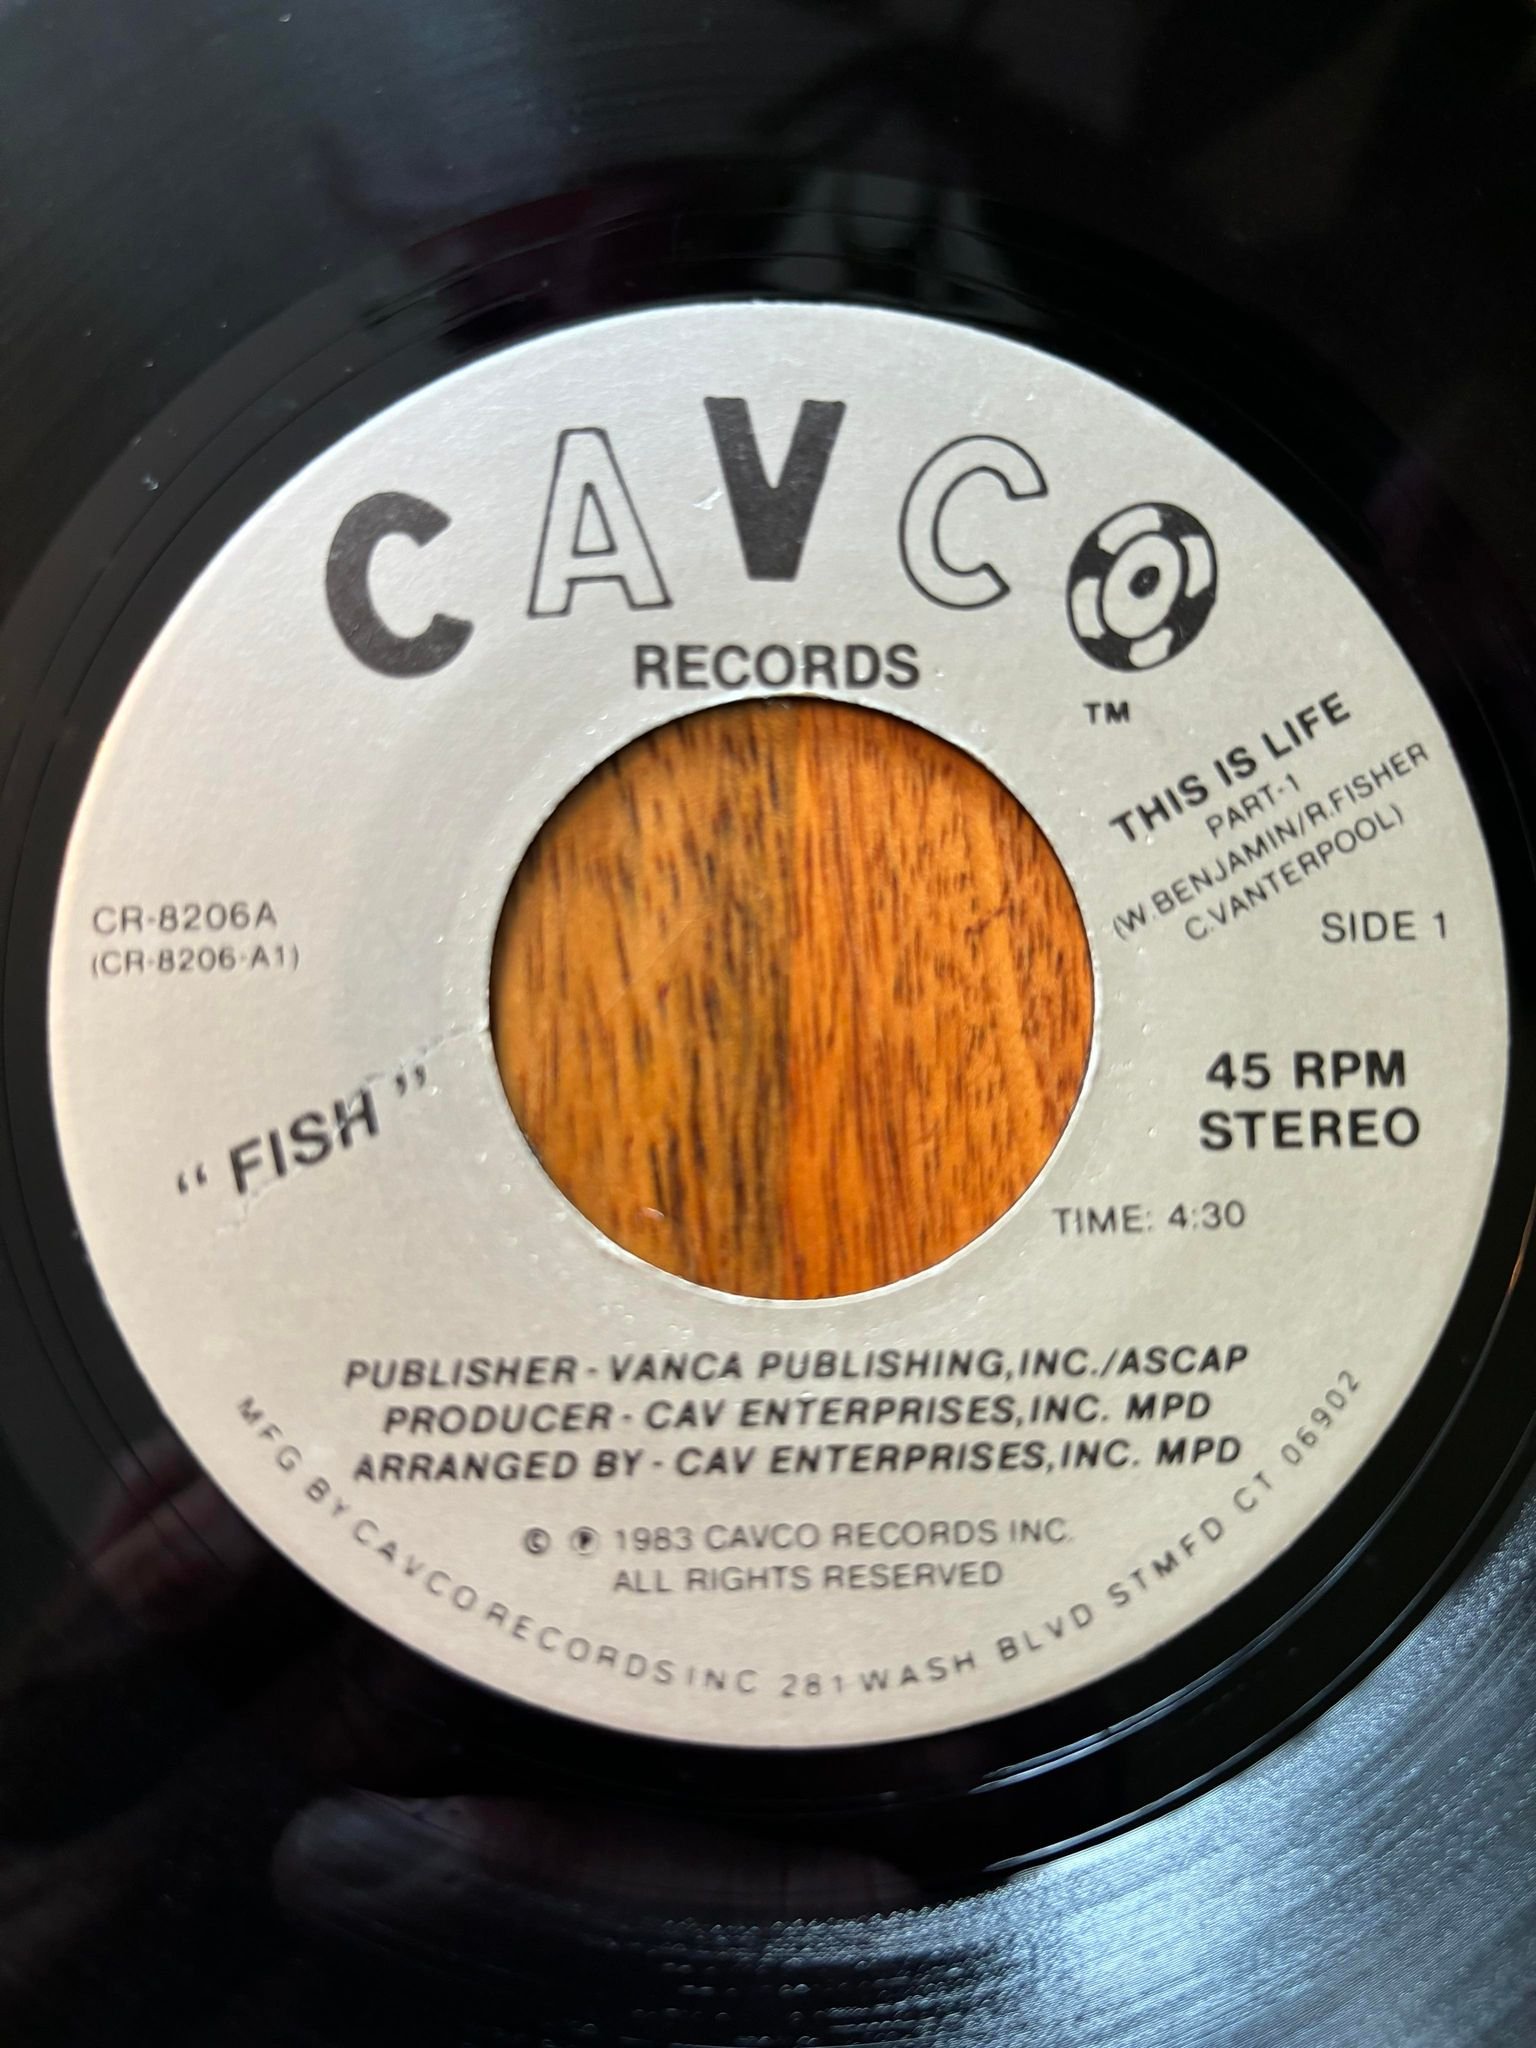 CAVCO
RECORDS
TM
THIS IS LIFE
PART-1
(W.BENJAMIN/R.FISHER
C.VANTERPOOL)
CR-8206A
(CR-8206-A1)
SIDE 1
"FISH"
45 RPM
STEREO
TIME: 4:30
PUBLISHER - VANCA PUBLISHING, INC./ASCAP
PRODUCER - CAV ENTERPRISES, INC. MPD
ARRANGED BY - CAV ENTERPRISES, INC. MPD
© ℗ 1983 CAVCO RECORDS INC.
ALL RIGHTS RESERVED
MFG BY CAVCO RECORDS INC 281 WASH BLVD STMFD CT 06902